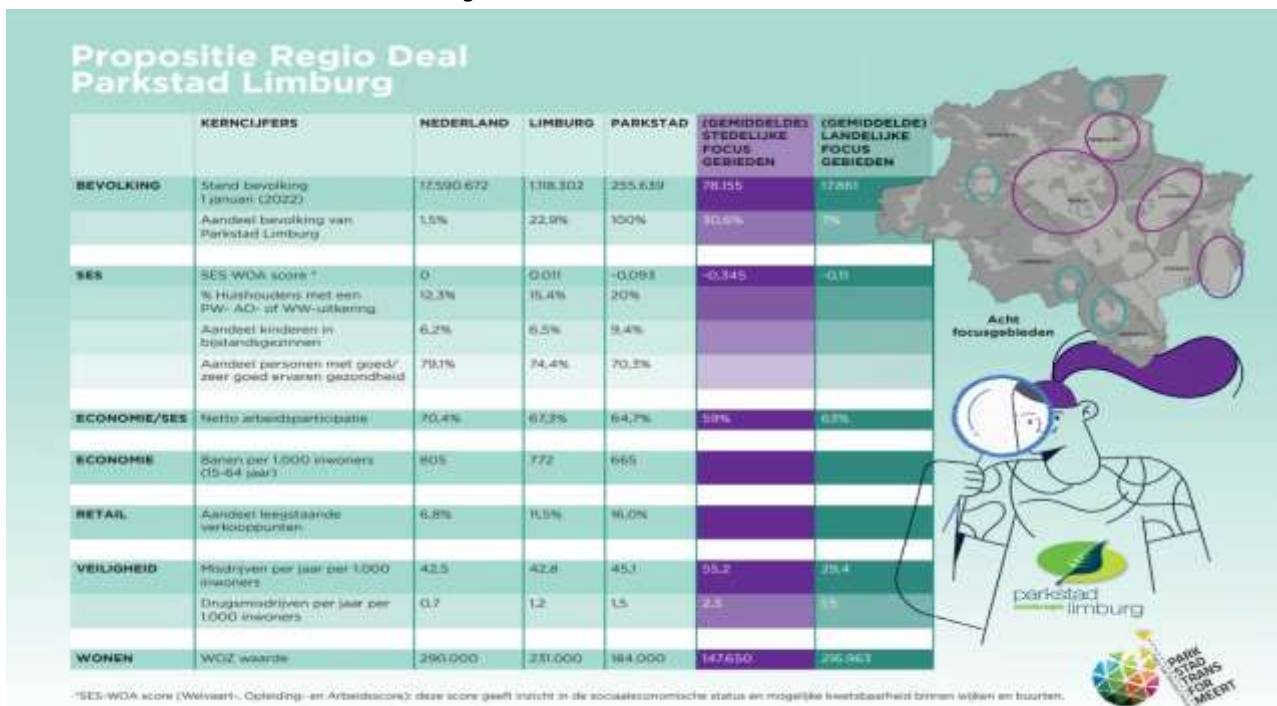 Propositie Regio Deal
Parkstad Limburg
KERNCIJFERS NEDERLAND LIMBURG PARKSTAD (GEMIDDELDE) STEDELIJKE FOCUS GEBIEDEN (GEMIDDELDE) LANDELIJKE FOCUS GEBIEDEN
BEVOLKING Stand bevolking 17.590.672 1.118.302 255.639 78.155 17.861
1 januari (2022)
Aandeel bevolking van 1,5% 22,9% 100% 30,6% 7%
Parkstad Limburg
SES SES WOA score * 0 0.011 -0,093 -0,345 -0,11
% Huishoudens met een 12,3% 15,4% 20%
PW- AO- of WW-uitkering
Aandeel kinderen in 6,2% 6,5% 9,4%
bijstandsgezinnen
Aandeel personen met goed/ 79,1% 74,4% 70,3%
zeer goed ervaren gezondheid
ECONOMIE/SES Netto arbeidsparticipatie 70,4% 67,3% 64,7% 59% 63%
ECONOMIE Banen per 1.000 inwoners 805 772 665
(15-64 jaar)
RETAIL Aandeel leegstaande 6,8% 11,5% 16,0%
verkooppunten
VEILIGHEID Misdrijven per jaar per 1.000 42,5 42,8 45,1 55,2 29,4
inwoners
Drugsmisdrijven per jaar per 0,7 1,2 1,5 2,3
1.000 inwoners
WONEN WOZ waarde 290.000 231.000 184.000 147.650 216.963
Acht
focusgebieden
parkstad
limburg
PARK
STAD
TRANS
FOR
MEERT
*SES-WOA score (Welvaart-, Opleiding- en Arbeidsscore): deze score geeft inzicht in de sociaaleconomische status en mogelijke kwetsbaarheid binnen wijken en buurten.